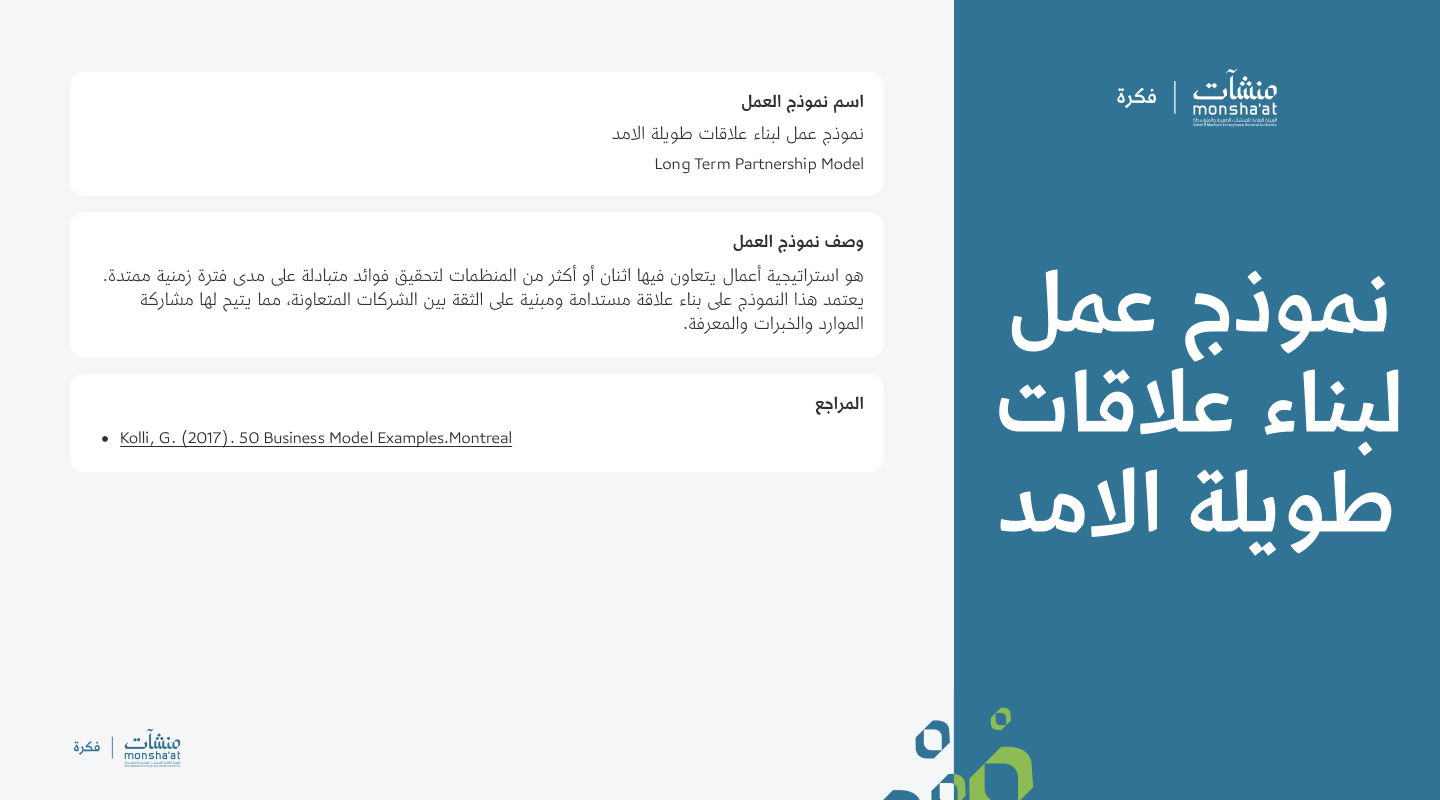 منشآت
monsha'at
الهيئة العامة للمنشآت الصغيرة والمتوسطة
Small & Medium Enterprises General Authority
فكرة
نموذج عمل
لبناء علاقات
طويلة الامد
اسم نموذج العمل
نموذج عمل لبناء علاقات طويلة الامد
Long Term Partnership Model
وصف نموذج العمل
هو استراتيجية أعمال يتعاون فيها اثنان أو أكثر من المنظمات لتحقيق فوائد متبادلة على مدى فترة زمنية ممتدة.
يعتمد هذا النموذج على بناء علاقة مستدامة ومبنية على الثقة بين الشركات المتعاونة، مما يتيح لها مشاركة
الموارد والخبرات والمعرفة.
المراجع
• Kolli, G. (2017). 50 Business Model Examples.Montreal
منشآت
monsha'at
فكرة